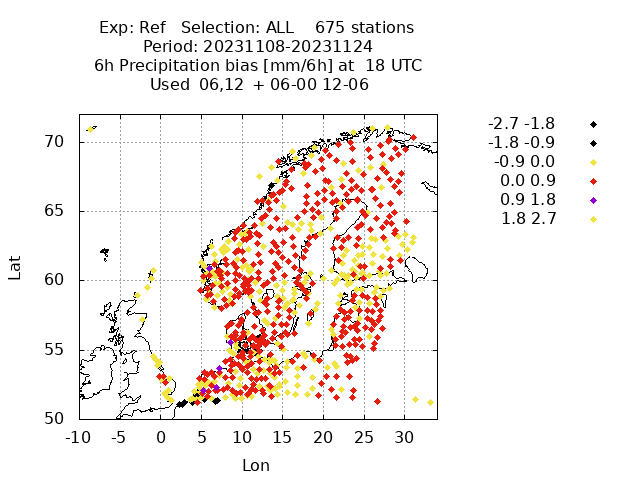 Exp: Ref Selection: ALL 675 stations
Period: 20231108-20231124
6h Precipitation bias [mm/6h] at 18 UTC
Used 06,12 + 06-00 12-06
-2.7 -1.8
-1.8 -0.9
-0.9 0.0
0.0 0.9
0.9 1.8
1.8 2.7
70
65
60
55
50
Lat
-10 -5 0 5 10 15 20 25 30
Lon